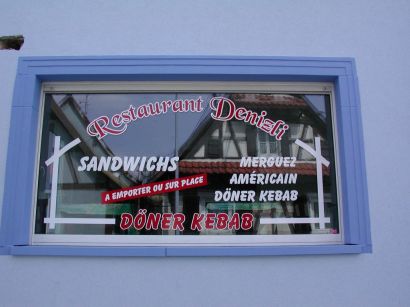 Restaurant Denizli
SANDWICHS
A EMPORTER OU SUR PLACE
MERGUEZ
AMÉRICAIN
DÖNER KEBAB
DÖNER KEBAB